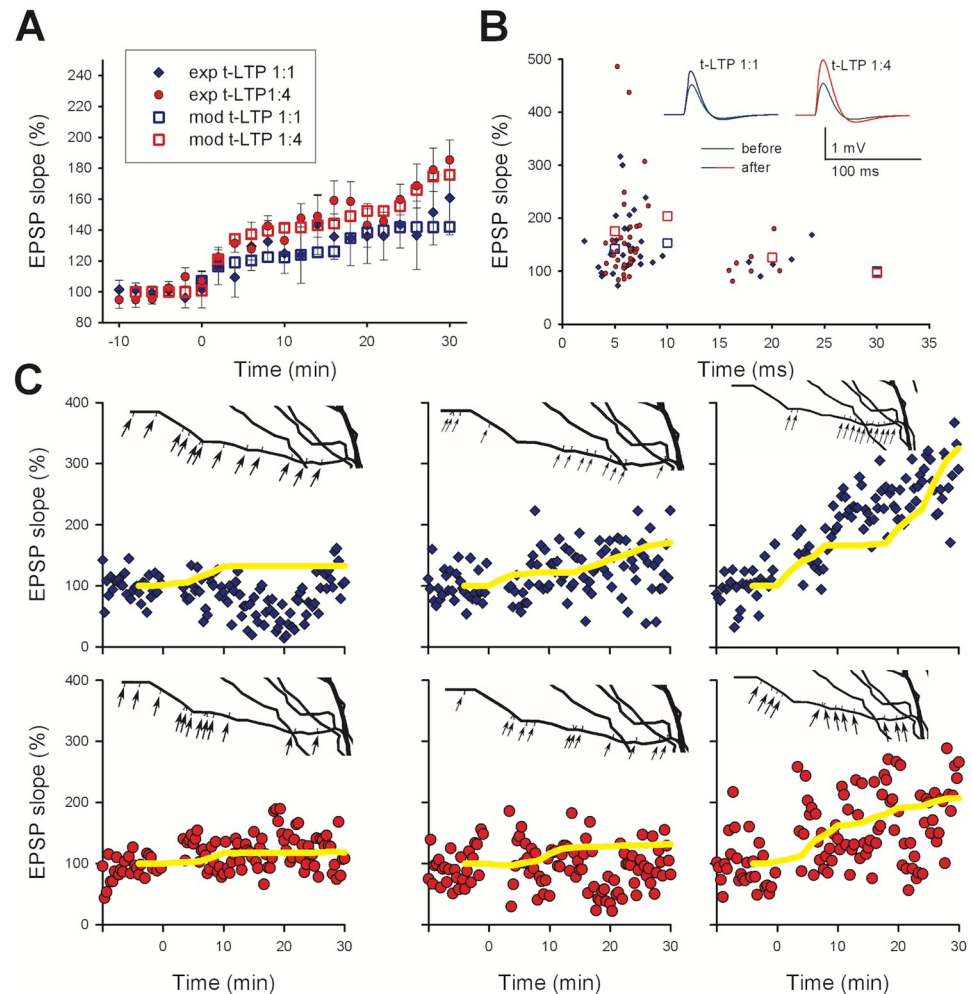 A
EPSP slope (%)
240
220
200
180
160
140
120
100
80
exp t-LTP 1:1
exp t-LTP1:4
mod t-LTP 1:1
mod t-LTP 1:4
-10 0 10 20 30
Time (min)
B
EPSP slope (%)
500
400
300
200
100
0
t-LTP 1:1 t-LTP 1:4
before
after
1 mV
100 ms
0 5 10 15 20 25 30 35
Time (ms)
C
EPSP slope (%)
400
300
200
100
0
EPSP slope (%)
400
300
200
100
0
0 10 20 30
0 10 20 30
0 10 20 30
Time (min) Time (min) Time (min)